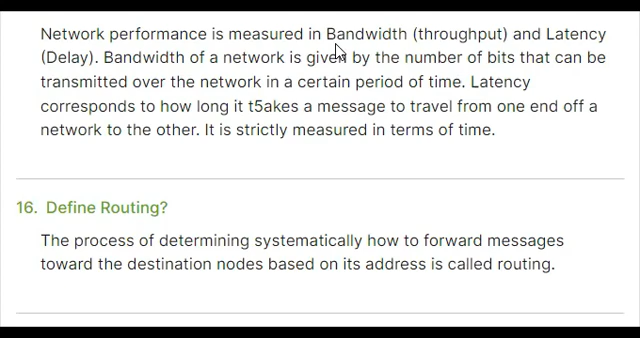 Network performance is measured in Bandwidth (throughput) and Latency
(Delay). Bandwidth of a network is given by the number of bits that can be
transmitted over the network in a certain period of time. Latency
corresponds to how long it t5akes a message to travel from one end off a
network to the other. It is strictly measured in terms of time.
16. Define Routing?
The process of determining systematically how to forward messages
toward the destination nodes based on its address is called routing.